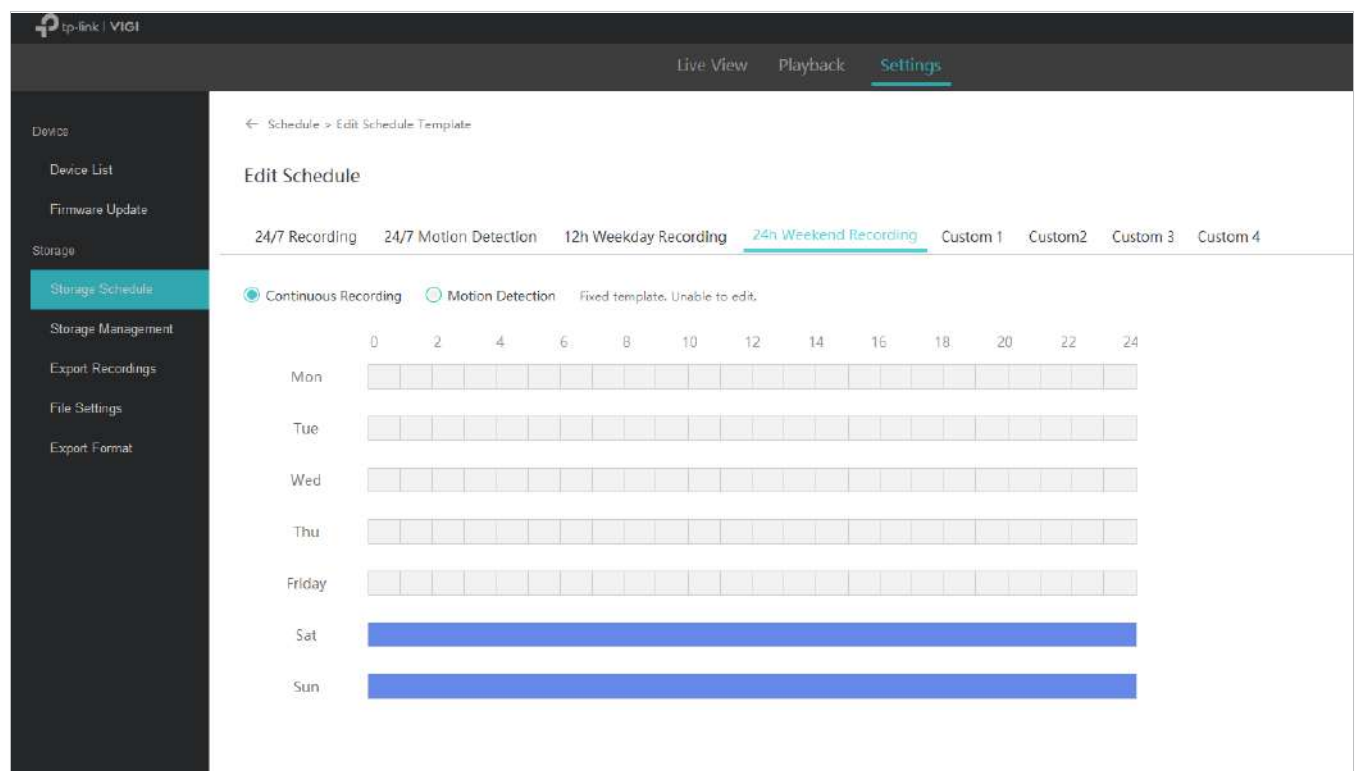 tp-link | VIGI
Live View Playback Settings
Device
Device List
Firmware Update
Storage
Storage Schedule
Storage Management
Export Recordings
File Settings
Export Format
← Schedule > Edit Schedule Template
Edit Schedule
24/7 Recording 24/7 Motion Detection 12h Weekday Recording 24h Weekend Recording Custom 1 Custom2 Custom 3 Custom 4
Continuous Recording Motion Detection Fixed template. Unable to edit.
0 2 4 6 8 10 12 14 16 18 20 22 24
Mon
Tue
Wed
Thu
Friday
Sat
Sun